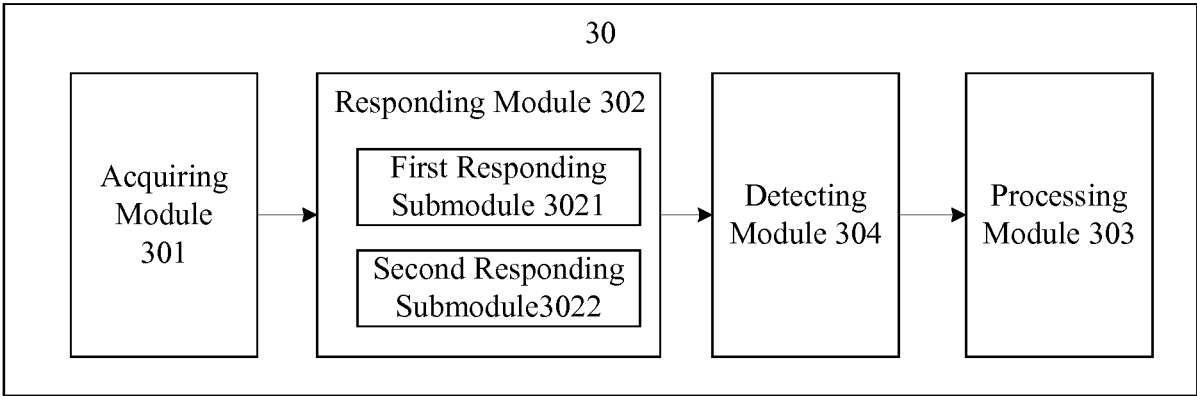 30
Acquiring
Module
301
Responding Module 302
First Responding
Submodule 3021
Second Responding
Submodule3022
Detecting
Module 304
Processing
Module 303